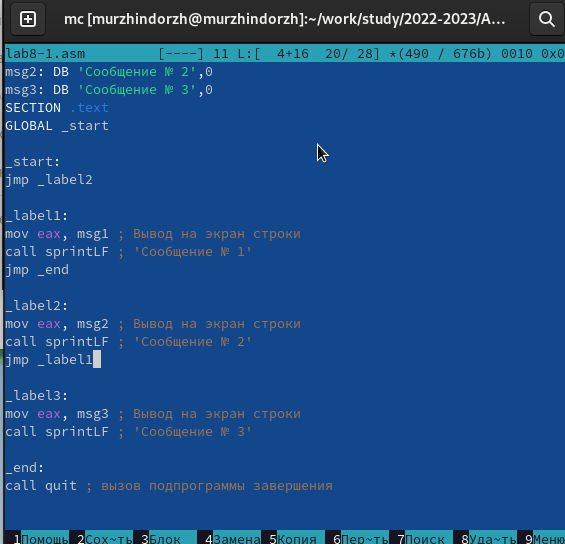 mc [murzhindorzh@murzhindorzh]:~/work/study/2022-2023/А...
lab8-1.asm [----] 11 L:[ 4+16 20/ 28] *(490 / 676b) 0010 0x0
msg2: DB 'Сообщение № 2',0
msg3: DB 'Сообщение № 3',0
SECTION .text
GLOBAL _start
_start:
jmp _label2
_label1:
mov eax, msg1 ; Вывод на экран строки
call sprintLF ; 'Сообщение № 1'
jmp _end
_label2:
mov eax, msg2 ; Вывод на экран строки
call sprintLF ; 'Сообщение № 2'
jmp _label1
_label3:
mov eax, msg3 ; Вывод на экран строки
call sprintLF ; 'Сообщение № 3'
_end:
call quit ; вызов подпрограммы завершения
1Помощь 2Сох~ть 3Блок 4Замена 5Копия 6Пер~ть 7Поиск 8Уда~ть 9Меню